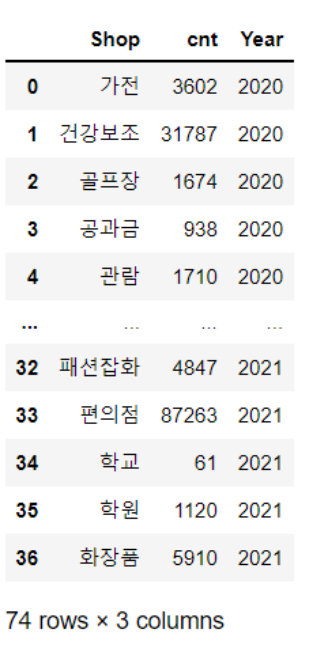 Shop cnt Year
0 가전 3602 2020
1 건강보조 31787 2020
2 골프장 1674 2020
3 공과금 938 2020
4 관람 1710 2020
... ... ... ...
32 패션잡화 4847 2021
33 편의점 87263 2021
34 학교 61 2021
35 학원 1120 2021
36 화장품 5910 2021
74 rows × 3 columns